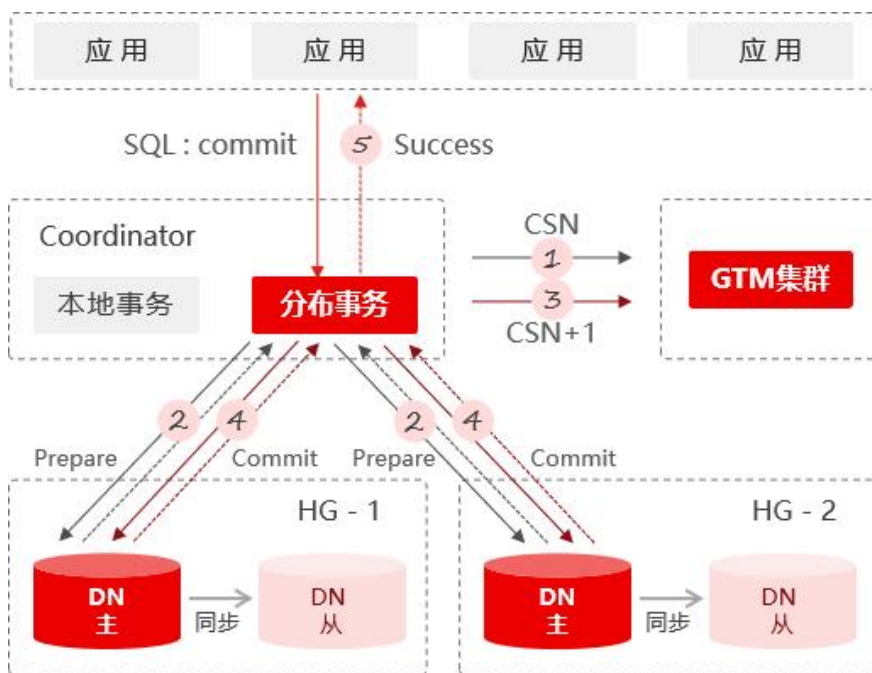 应 用 应 用 应 用 应 用
SQL : commit 5 Success
Coordinator
CSN
1
本地事务 分布事务
GTM集群
3
CSN+1
2 4 2 4
Prepare Commit Prepare Commit
HG - 1 HG - 2
DN 主 同步 DN 从 DN 主 同步 DN 从